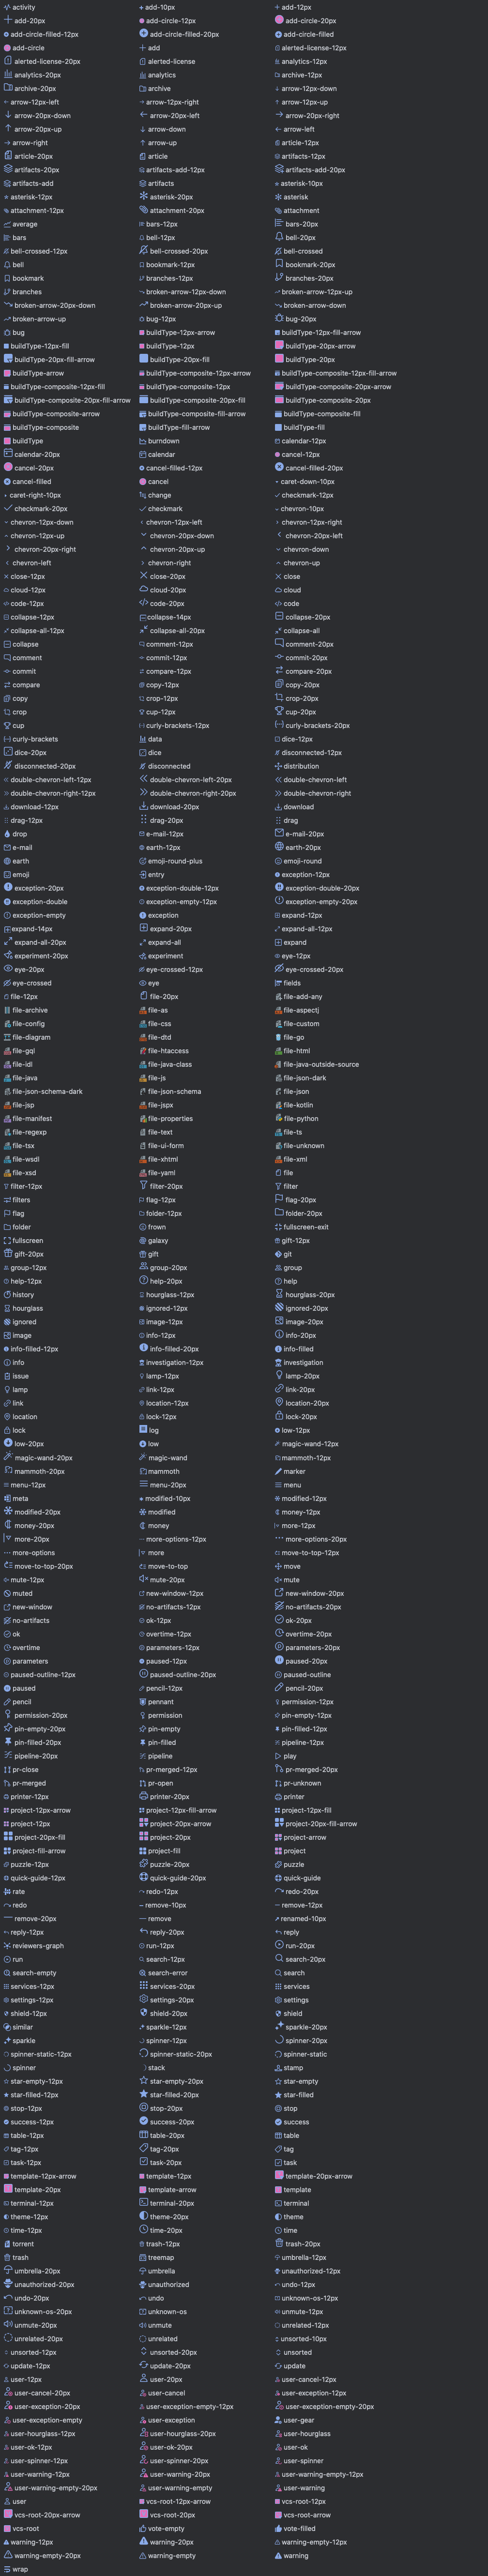 activity add-10px add-12px
add-20px add-circle-12px add-circle-20px
add-circle-filled-12px add-circle-filled-20px add-circle-filled
add-circle add alerted-license-12px
alerted-license-20px alerted-license analytics-12px
analytics-20px analytics archive-12px
archive-20px archive arrow-12px-down
arrow-12px-left arrow-12px-right arrow-12px-up
arrow-20px-down arrow-20px-left arrow-20px-right
arrow-20px-up arrow-down arrow-left
arrow-right arrow-up article-12px
article-20px article artifacts-12px
artifacts-20px artifacts-add-12px artifacts-add-20px
artifacts-add artifacts asterisk-10px
asterisk-12px asterisk-20px asterisk
attachment-12px attachment-20px attachment
average bars-12px bars-20px
bars bell-12px bell-20px
bell-crossed-12px bell-crossed-20px bell-crossed
bell bookmark-12px bookmark-20px
bookmark branches-12px branches-20px
branches broken-arrow-12px-down broken-arrow-12px-up
broken-arrow-20px-down broken-arrow-20px-up broken-arrow-down
broken-arrow-up bug-12px bug-20px
bug buildType-12px-arrow buildType-12px-fill-arrow
buildType-12px-fill buildType-12px buildType-20px-arrow
buildType-20px-fill-arrow buildType-20px-fill buildType-20px
buildType-arrow buildType-composite-12px-arrow buildType-composite-12px-fill-arrow
buildType-composite-12px-fill buildType-composite-12px buildType-composite-20px-arrow
buildType-composite-20px-fill-arrow buildType-composite-20px-fill buildType-composite-20px
buildType-composite-arrow buildType-composite-fill-arrow buildType-composite-fill
buildType-composite buildType-fill-arrow buildType-fill
buildType burndown calendar-12px
calendar-20px calendar cancel-12px
cancel-20px cancel-filled-12px cancel-filled-20px
cancel-filled cancel caret-down-10px
caret-right-10px change checkmark-12px
checkmark-20px checkmark chevron-10px
chevron-12px-down chevron-12px-left chevron-12px-right
chevron-12px-up chevron-20px-down chevron-20px-left
chevron-20px-right chevron-20px-up chevron-down
chevron-left chevron-right chevron-up
close-12px close-20px close
cloud-12px cloud-20px cloud
code-12px code-20px code
collapse-12px collapse-14px collapse-20px
collapse-all-12px collapse-all-20px collapse-all
collapse comment-12px comment-20px
comment commit-12px commit-20px
commit compare-12px compare-20px
compare copy-12px copy-20px
copy crop-12px crop-20px
crop cup-12px cup-20px
cup curly-brackets-12px curly-brackets-20px
curly-brackets data dice-12px
dice-20px dice disconnected-12px
disconnected-20px disconnected distribution
double-chevron-left-12px double-chevron-left-20px double-chevron-left
double-chevron-right-12px double-chevron-right-20px double-chevron-right
download-12px download-20px download
drag-12px drag-20px drag
drop e-mail-12px e-mail-20px
e-mail earth-12px earth-20px
earth emoji-round-plus emoji-round
emoji entry exception-12px
exception-20px exception-double-12px exception-double-20px
exception-double exception-empty-12px exception-empty-20px
exception-empty exception expand-12px
expand-14px expand-20px expand-all-12px
expand-all-20px expand-all expand
experiment-20px experiment eye-12px
eye-20px eye-crossed-12px eye-crossed-20px
eye-crossed eye fields
file-12px file-20px file-add-any
file-archive file-as file-aspectj
file-config file-css file-custom
file-diagram file-dtd file-go
file-gql file-htaccess file-html
file-idl file-java-class file-java-outside-source
file-java file-js file-json-dark
file-json-schema-dark file-json-schema file-json
file-jsp file-jspx file-kotlin
file-manifest file-properties file-python
file-regexp file-text file-ts
file-tsx file-ui-form file-unknown
file-wsdl file-xhtml file-xml
file-xsd file-yaml file
filter-12px filter-20px filter
filters flag-12px flag-20px
flag folder-12px folder-20px
folder frown fullscreen-exit
fullscreen galaxy gift-12px
gift-20px gift git
group-12px group-20px group
help-12px help-20px help
history hourglass-12px hourglass-20px
hourglass ignored-12px ignored-20px
ignored image-12px image-20px
image info-12px info-20px
info-filled-12px info-filled-20px info-filled
info investigation-12px investigation
issue lamp-12px lamp-20px
lamp link-12px link-20px
link location-12px location-20px
location lock-12px lock-20px
lock log low-12px
low-20px low magic-wand-12px
magic-wand-20px magic-wand mammoth-12px
mammoth-20px mammoth marker
menu-12px menu-20px menu
meta modified-10px modified-12px
modified-20px modified money-12px
money-20px money more-12px
more-20px more-options-12px more-options-20px
more-options more move-to-top-12px
move-to-top-20px move-to-top move
mute-12px mute-20px mute
muted new-window-12px new-window-20px
new-window no-artifacts-12px no-artifacts-20px
no-artifacts ok-12px ok-20px
ok overtime-12px overtime-20px
overtime parameters-12px parameters-20px
parameters paused-12px paused-20px
paused-outline-12px paused-outline-20px paused-outline
paused pencil-12px pencil-20px
pencil pennant permission-12px
permission-20px permission pin-empty-12px
pin-empty-20px pin-empty pin-filled-12px
pin-filled-20px pin-filled pipeline-12px
pipeline-20px pipeline play
pr-close pr-merged-12px pr-merged-20px
pr-merged pr-open pr-unknown
printer-12px printer-20px printer
project-12px-arrow project-12px-fill-arrow project-12px-fill
project-12px project-20px-arrow project-20px-fill-arrow
project-20px-fill project-20px project-arrow
project-fill-arrow project-fill project
puzzle-12px puzzle-20px puzzle
quick-guide-12px quick-guide-20px quick-guide
rate redo-12px redo-20px
redo remove-10px remove-12px
remove-20px remove renamed-10px
reply-12px reply-20px reply
reviewers-graph run-12px run-20px
run search-12px search-20px
search-empty search-error search
services-12px services-20px services
settings-12px settings-20px settings
shield-12px shield-20px shield
similar sparkle-12px sparkle-20px
sparkle spinner-12px spinner-20px
spinner-static-12px spinner-static-20px spinner-static
spinner stack stamp
star-empty-12px star-empty-20px star-empty
star-filled-12px star-filled-20px star-filled
stop-12px stop-20px stop
success-12px success-20px success
table-12px table-20px table
tag-12px tag-20px tag
task-12px task-20px task
template-12px-arrow template-12px template-20px-arrow
template-20px template-arrow template
terminal-12px terminal-20px terminal
theme-12px theme-20px theme
time-12px time-20px time
torrent trash-12px trash-20px
trash treemap umbrella-12px
umbrella-20px umbrella unauthorized-12px
unauthorized-20px unauthorized undo-12px
undo-20px undo unknown-os-12px
unknown-os-20px unknown-os unmute-12px
unmute-20px unmute unrelated-12px
unrelated-20px unrelated unsorted-10px
unsorted-12px unsorted-20px unsorted
update-12px update-20px update
user-12px user-20px user-cancel-12px
user-cancel-20px user-cancel user-exception-12px
user-exception-20px user-exception-empty-12px user-exception-empty-20px
user-exception-empty user-exception user-gear
user-hourglass-12px user-hourglass-20px user-hourglass
user-ok-12px user-ok-20px user-ok
user-spinner-12px user-spinner-20px user-spinner
user-warning-12px user-warning-20px user-warning-empty-12px
user-warning-empty-20px user-warning-empty user-warning
user vcs-root-12px-arrow vcs-root-12px
vcs-root-20px-arrow vcs-root-20px vcs-root-arrow
vcs-root vote-empty vote-filled
warning-12px warning-20px warning-empty-12px
warning-empty-20px warning-empty warning
wrap